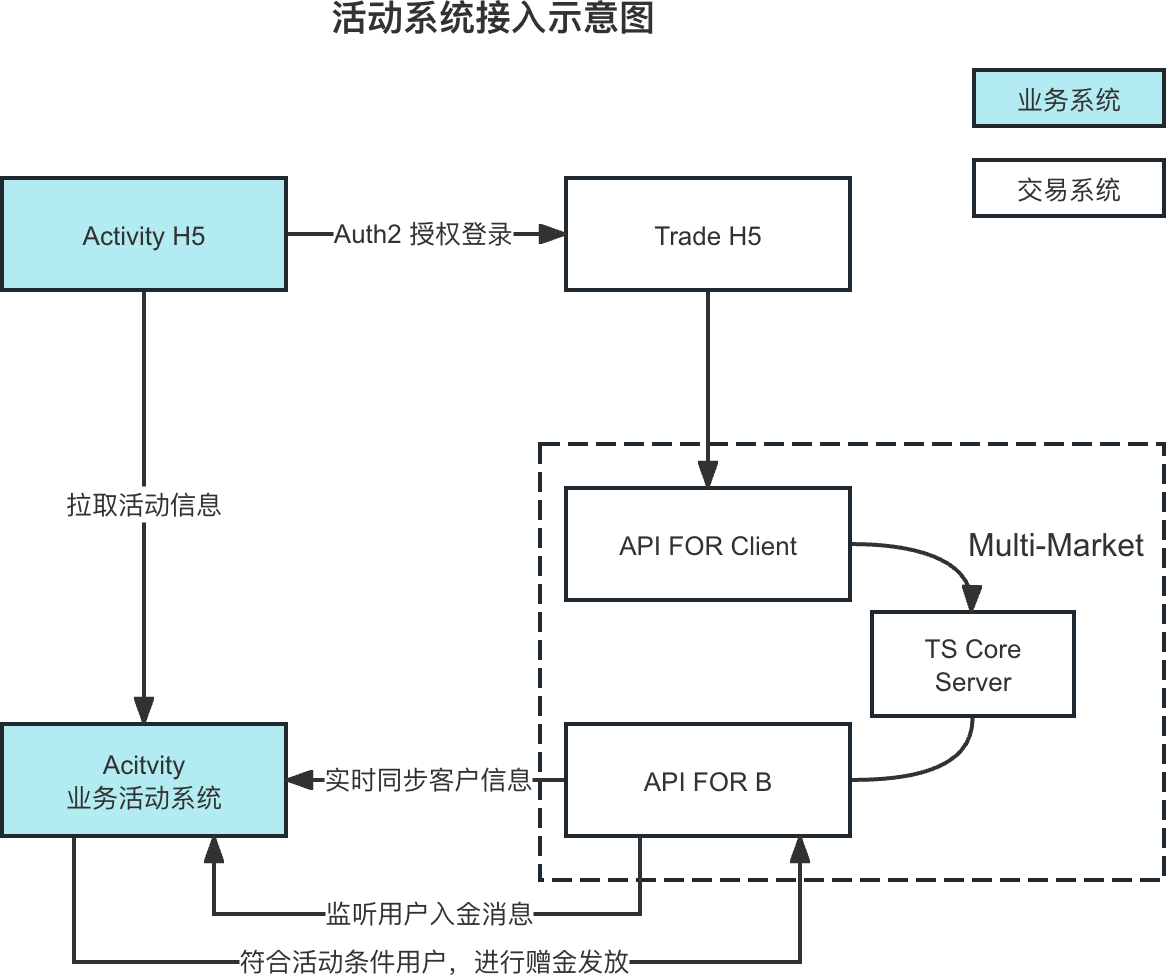 活动系统接入示意图
业务系统
交易系统
Activity H5
Auth2 授权登录
Trade H5
拉取活动信息
API FOR Client
Multi-Market
TS Core
Server
Acitvity
业务活动系统
实时同步客户信息
API FOR B
监听用户入金消息
符合活动条件用户，进行赠金发放